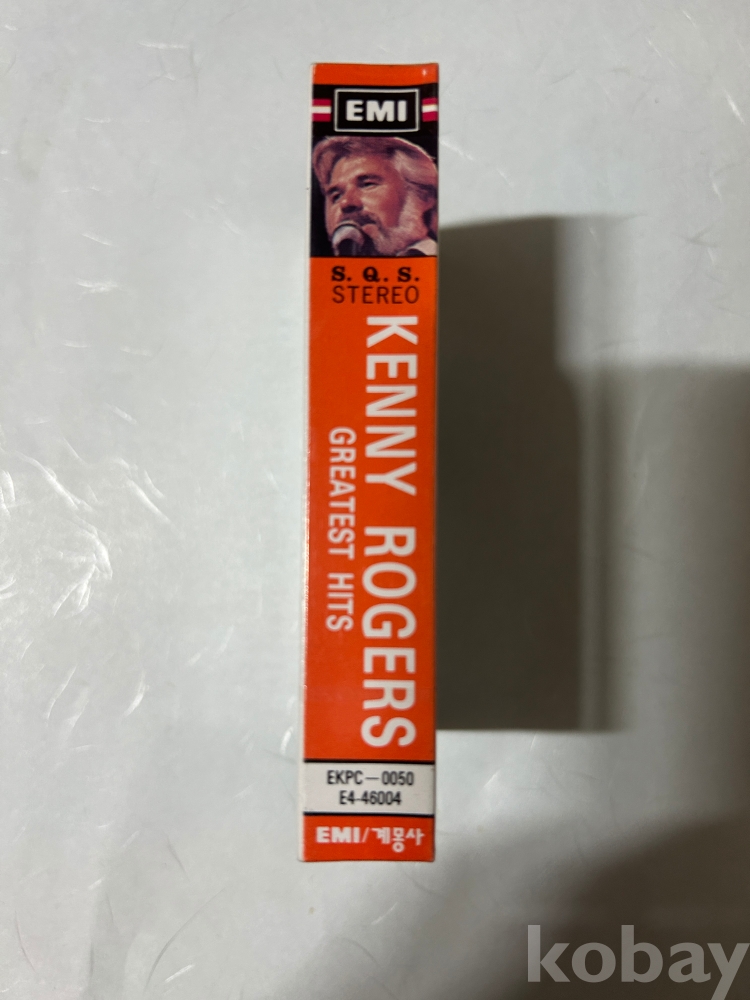 EMI
S. Q. S.
STEREO
KENNY ROGERS
GREATEST HITS
EKPC-0050
E4-46004
EMI/계몽사
kobay